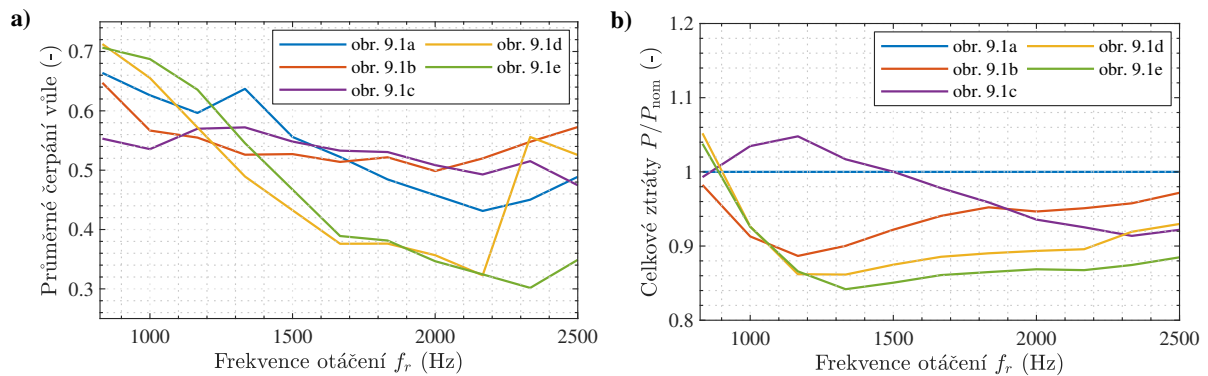 a)
Průměrné čerpání vůle (-)
0.7
0.6
0.5
0.4
0.3
obr. 9.1a
obr. 9.1b
obr. 9.1c
obr. 9.1d
obr. 9.1e
1000
1500
2000
2500
Frekvence otáčení f_r (Hz)
b)
Celkové ztráty P/P_nom (-)
1.2
1.1
1
0.9
0.8
obr. 9.1a
obr. 9.1b
obr. 9.1c
obr. 9.1d
obr. 9.1e
1000
1500
2000
2500
Frekvence otáčení f_r (Hz)